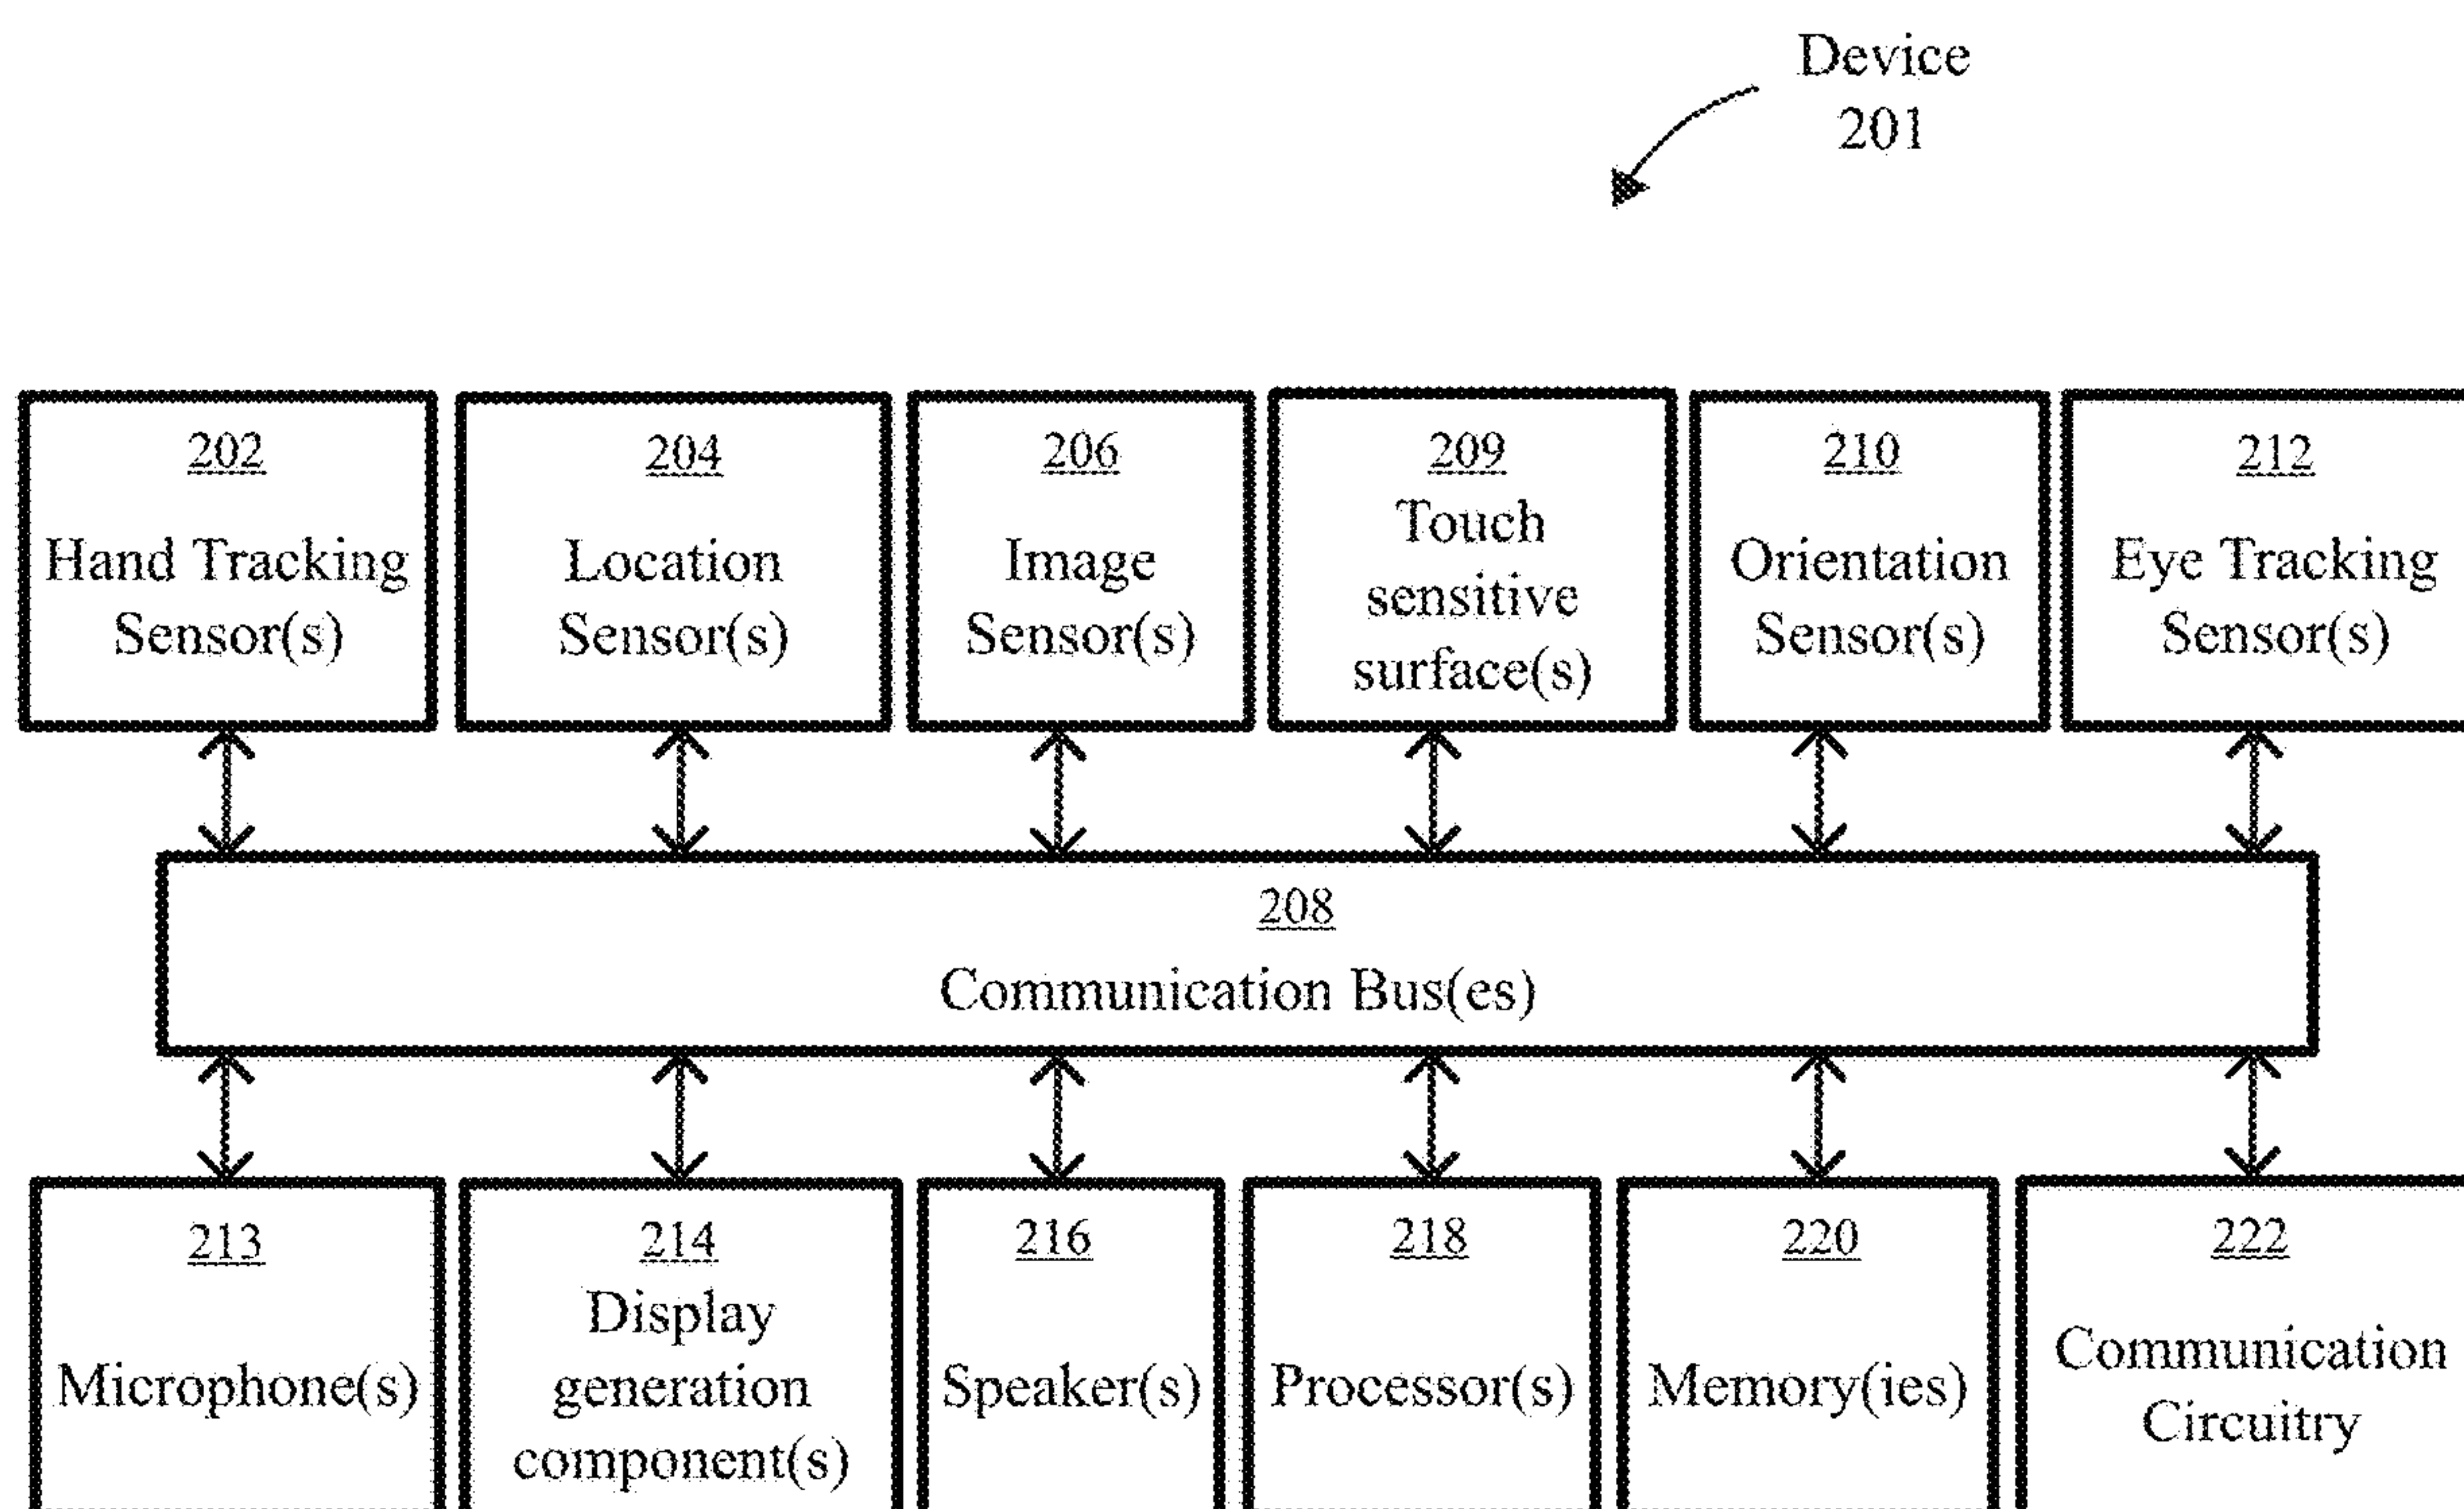 Device
201
202
Hand Tracking
Sensor(s)
204
Location
Sensor(s)
206
Image
Sensor(s)
209
Touch
sensitive
surface(s)
210
Orientation
Sensor(s)
212
Eye Tracking
Sensor(s)
208
Communication Bus(es)
213
Microphone(s)
214
Display
generation
component(s)
216
Speaker(s)
218
Processor(s)
220
Memory(ies)
222
Communication
Circuitry